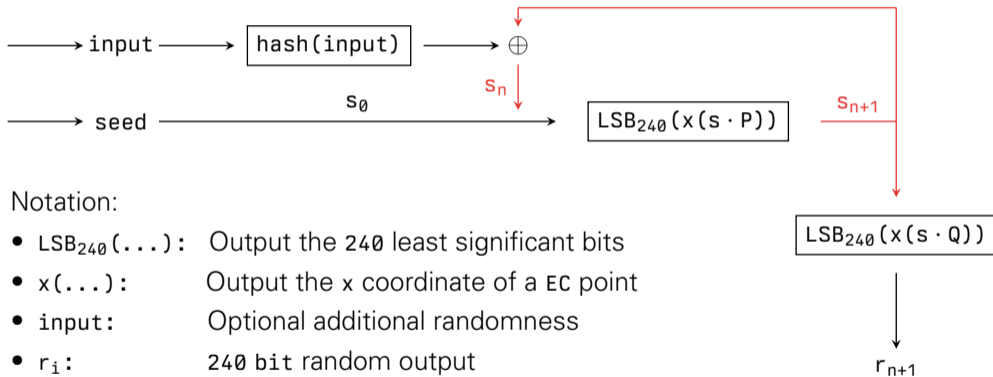 input hash(input) ⊕
sₙ
s₀ sₙ₊₁
seed LSB₂₄₀(x(s · P))
Notation:
LSB₂₄₀(x(s · Q))
• LSB₂₄₀(...): Output the 240 least significant bits
• x(...): Output the x coordinate of a EC point
• input: Optional additional randomness
• rᵢ: 240 bit random output
rₙ₊₁